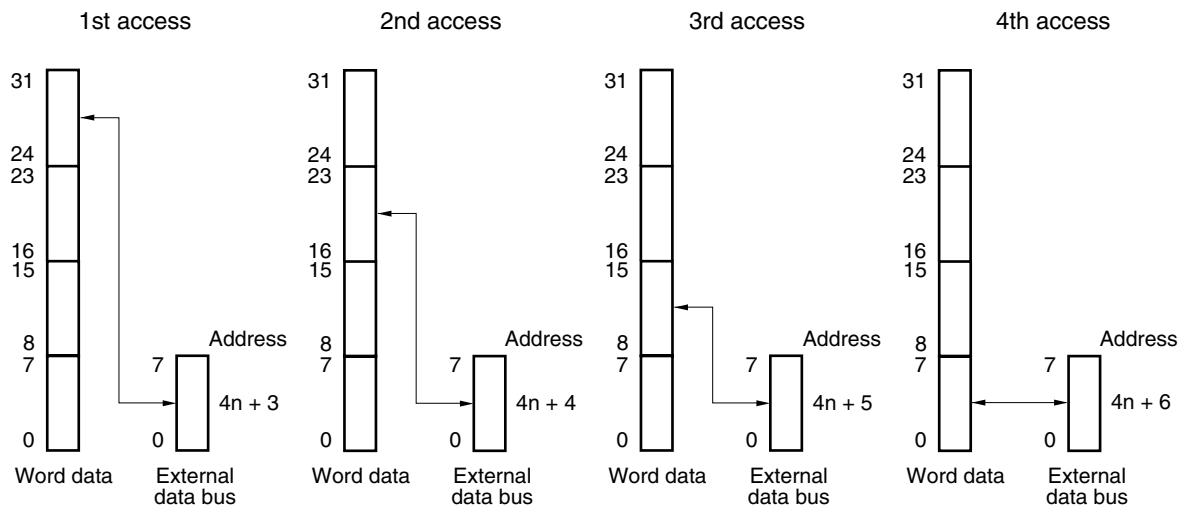 1st access
31
24
23
16
15
8
7
0
Address
7
4n + 3
0
Word data
External
data bus
2nd access
31
24
23
16
15
8
7
0
Address
7
4n + 4
0
Word data
External
data bus
3rd access
31
24
23
16
15
8
7
0
Address
7
4n + 5
0
Word data
External
data bus
4th access
31
24
23
16
15
8
7
0
Address
7
4n + 6
0
Word data
External
data bus